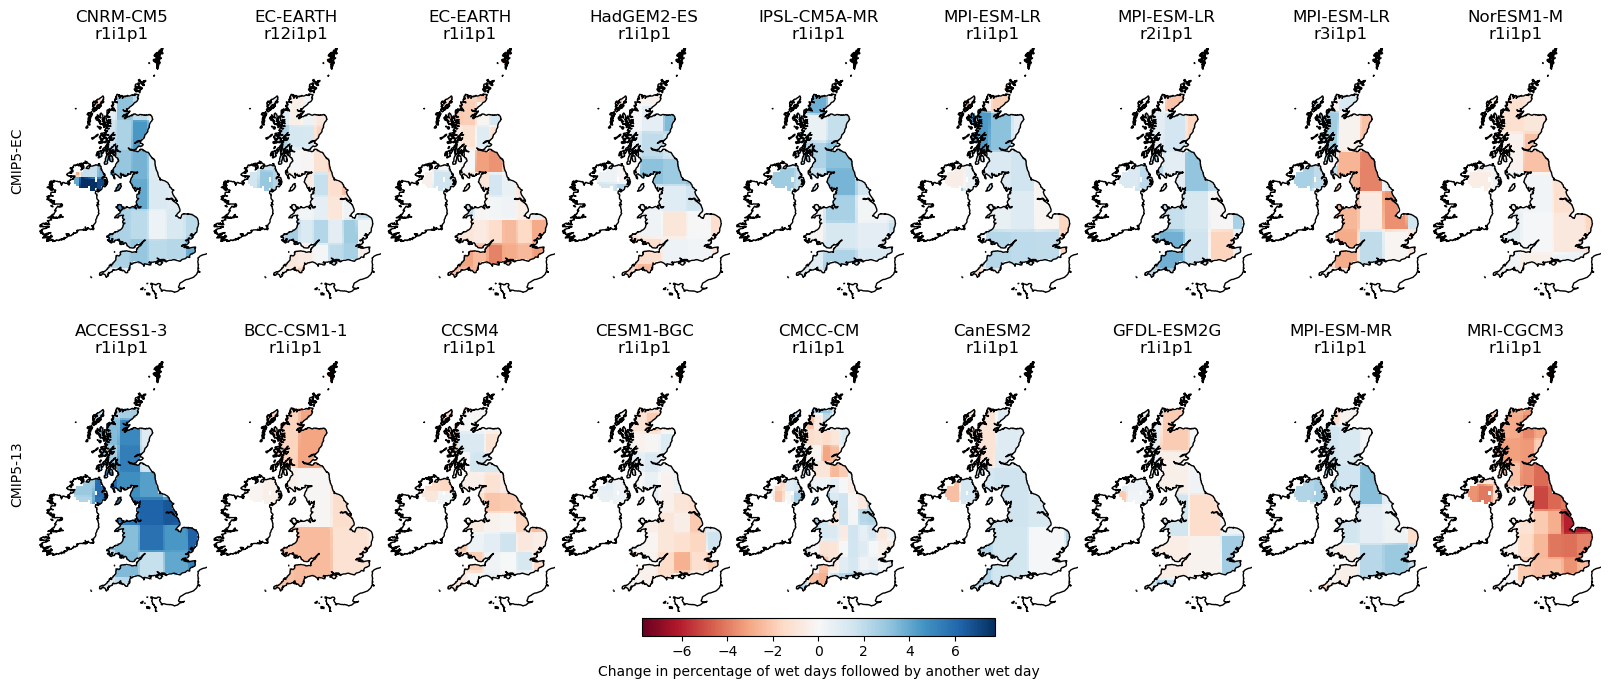 CNRM-CM5
r1i1p1
EC-EARTH
r12i1p1
EC-EARTH
r1i1p1
HadGEM2-ES
r1i1p1
IPSL-CM5A-MR
r1i1p1
MPI-ESM-LR
r1i1p1
MPI-ESM-LR
r2i1p1
MPI-ESM-LR
r3i1p1
NorESM1-M
r1i1p1
CMIP5-EC
ACCESS1-3
r1i1p1
BCC-CSM1-1
r1i1p1
CCSM4
r1i1p1
CESM1-BGC
r1i1p1
CMCC-CM
r1i1p1
CanESM2
r1i1p1
GFDL-ESM2G
r1i1p1
MPI-ESM-MR
r1i1p1
MRI-CGCM3
r1i1p1
CMIP5-13
−6 −4 −2 0 2 4 6
Change in percentage of wet days followed by another wet day